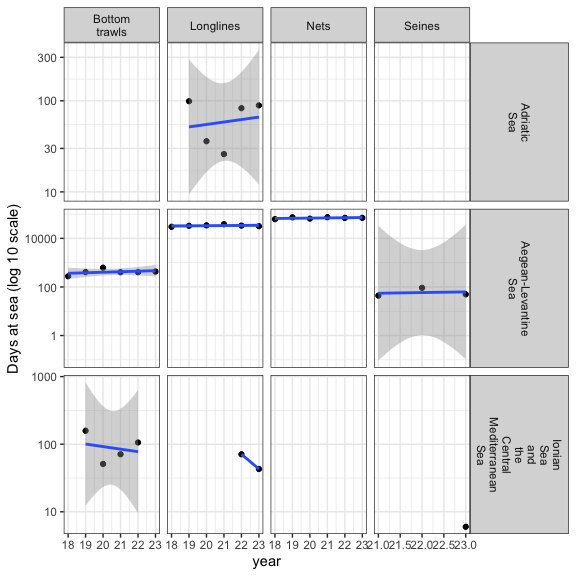 Bottom
trawls
Longlines
Nets
Seines
300
100
30
10
Adriatic
Sea
Days at sea (log 10 scale)
10000
100
1
Aegean-Levantine
Sea
1000
100
10
Ionian
Sea
and
the
Central
Mediterranean
Sea
18 19 20 21 22 23
18 19 20 21 22 23
18 19 20 21 22 23
21.0 21.5 22.0 22.5 23.0
year